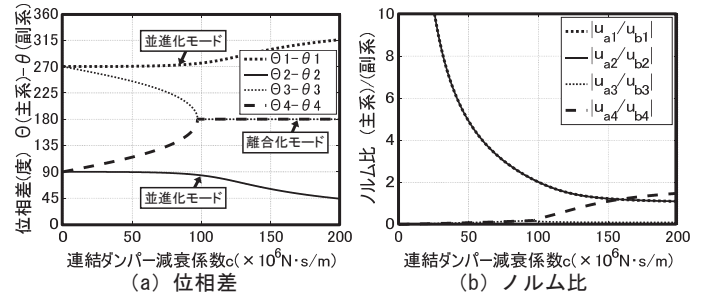 位相差(度) Θ(主系)-θ(副系)
360
315
270
225
180
135
90
45
0
並進化モード
Θ1-θ1
Θ2-θ2
Θ3-θ3
Θ4-θ4
離合化モード
並進化モード
0 50 100 150 200
連結ダンパー減衰係数c(×10⁶N·s/m)
(a) 位相差
ノルム比 (主系)/(副系)
10
8
6
4
2
0
|ua1/ub1|
|ua2/ub2|
|ua3/ub3|
|ua4/ub4|
0 50 100 150 200
連結ダンパー減衰係数c(×10⁶N·s/m)
(b) ノルム比